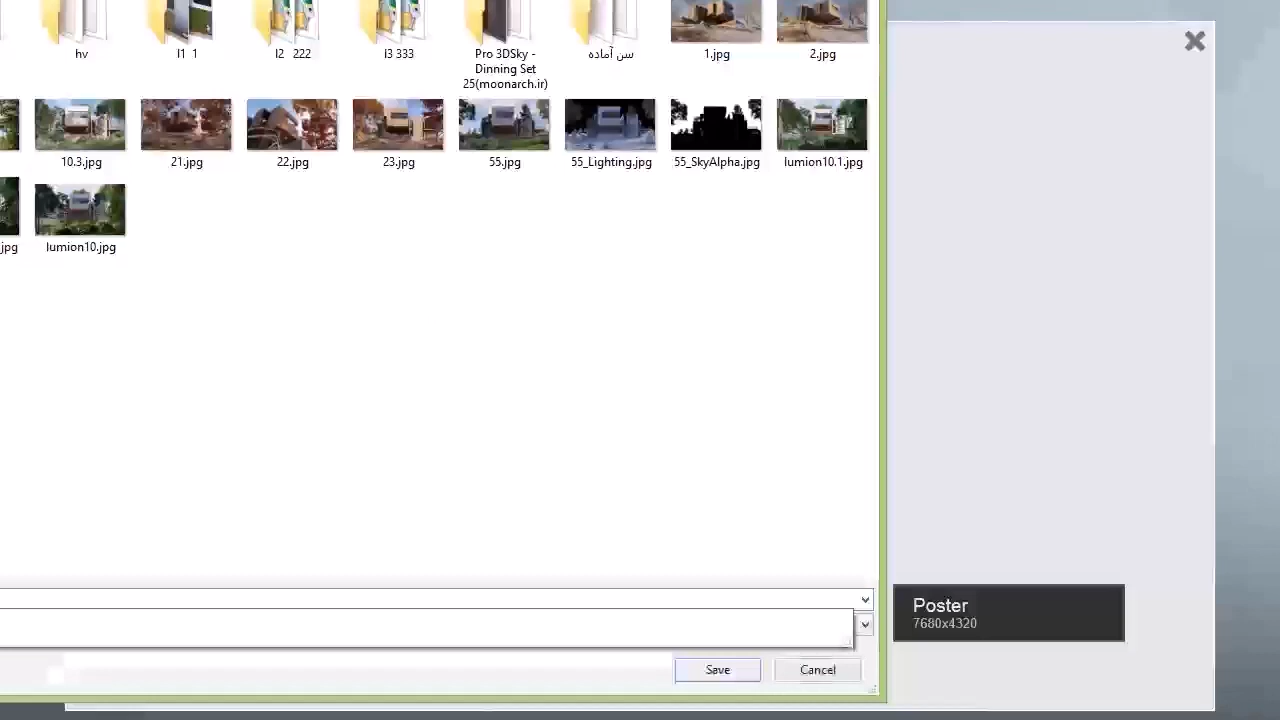 hv
l1 1
l2 222
l3 333
Pro 3DSky -
Dinning Set
25(moonarch.ir)
سن آماده
1.jpg
2.jpg
10.3.jpg
21.jpg
22.jpg
23.jpg
55.jpg
55_Lighting.jpg
55_SkyAlpha.jpg
lumion10.1.jpg
jpg
lumion10.jpg
Poster
7680x4320
Save
Cancel